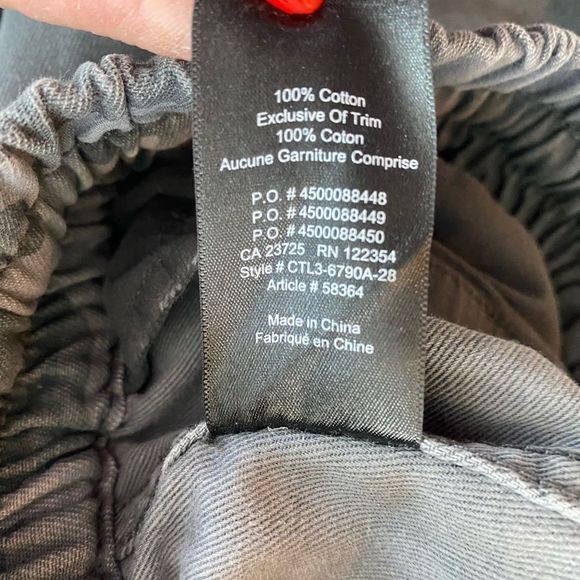 100% Cotton
Exclusive Of Trim
100% Coton
Aucune Garniture Comprise
P.O. # 4500088448
P.O. # 4500088449
P.O. # 4500088450
CA 23725 RN 122354
Style # CTL3-6790A-28
Article # 58364
Made in China
Fabriqué en Chine